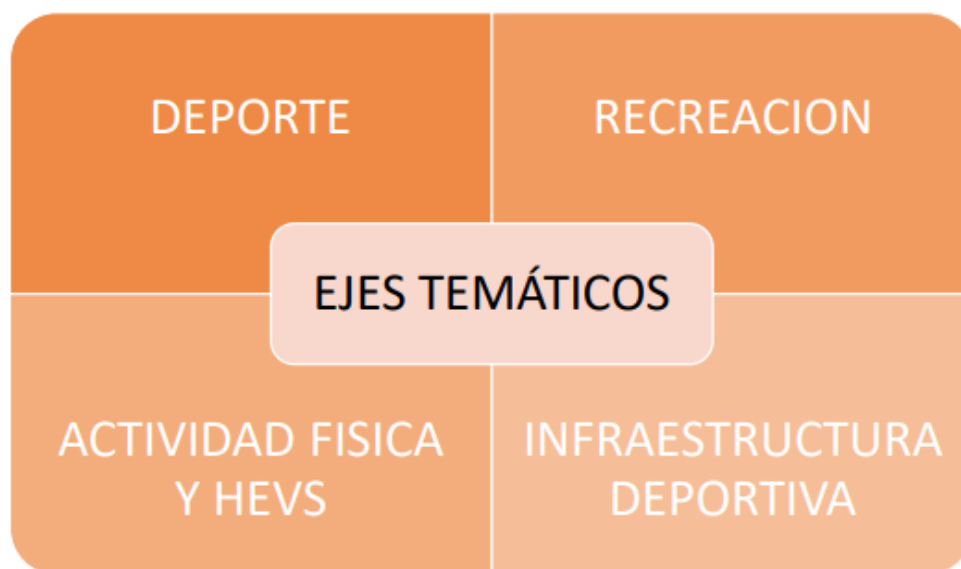 DEPORTE
RECREACION
EJES TEMÁTICOS
ACTIVIDAD FISICA
Y HEVS
INFRAESTRUCTURA
DEPORTIVA